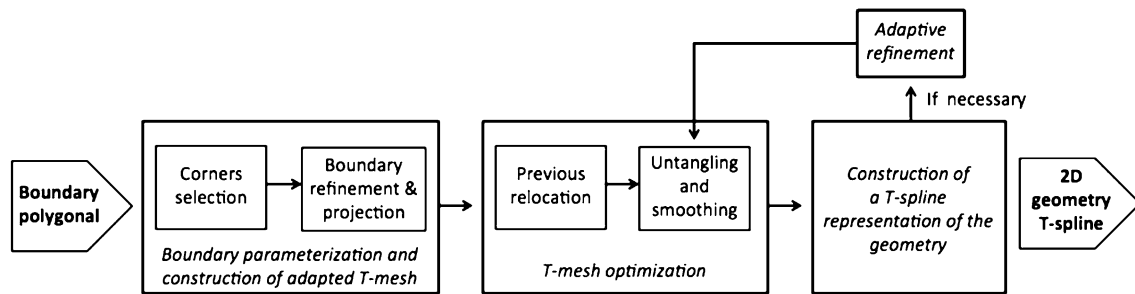 Adaptive
refinement
If necessary
Boundary
polygonal
Corners
selection
Boundary
refinement &
projection
Boundary parameterization and
construction of adapted T-mesh
Previous
relocation
Untangling
and
smoothing
T-mesh optimization
Construction of
a T-spline
representation of the
geometry
2D
geometry
T-spline